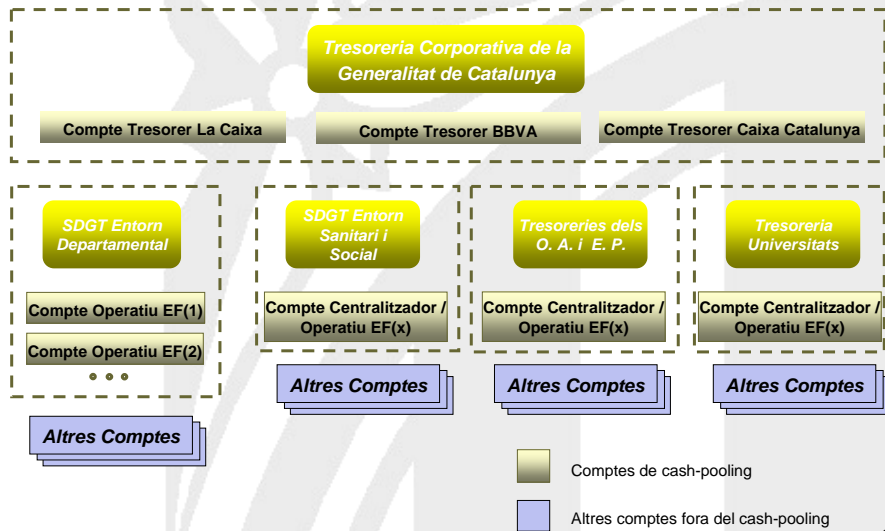 Tresoreria Corporativa de la
Generalitat de Catalunya
Compte Tresorer La Caixa
Compte Tresorer BBVA
Compte Tresorer Caixa Catalunya
SDGT Entorn
Departamental
SDGT Entorn
Sanitari i
Social
Tresoreries dels
O. A. i E. P.
Tresoreria
Universitats
Compte Operatiu EF(1)
Compte Operatiu EF(2)
Compte Centralitzador /
Operatiu EF(x)
Compte Centralitzador /
Operatiu EF(x)
Compte Centralitzador /
Operatiu EF(x)
Altres Comptes
Altres Comptes
Altres Comptes
Altres Comptes
Comptes de cash-pooling
Altres comptes fora del cash-pooling